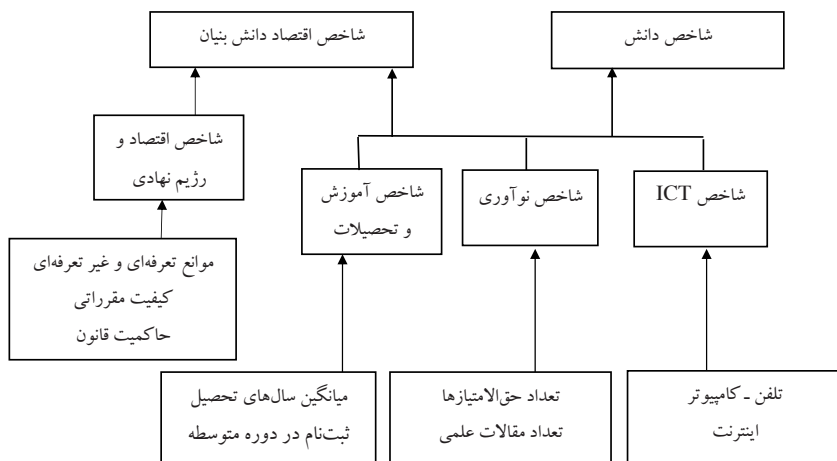 شاخص دانش
شاخص اقتصاد دانش بنیان
شاخص اقتصاد و
رژیم نهادی
شاخص ICT
شاخص نوآوری
شاخص آموزش
و تحصیلات
موانع تعرفه‌ای و غیر تعرفه‌ای
کیفیت مقرراتی
حاکمیت قانون
تلفن ـ کامپیوتر
اینترنت
تعداد حق‌الامتیازها
تعداد مقالات علمی
میانگین سال‌های تحصیل
ثبت‌نام در دوره متوسطه